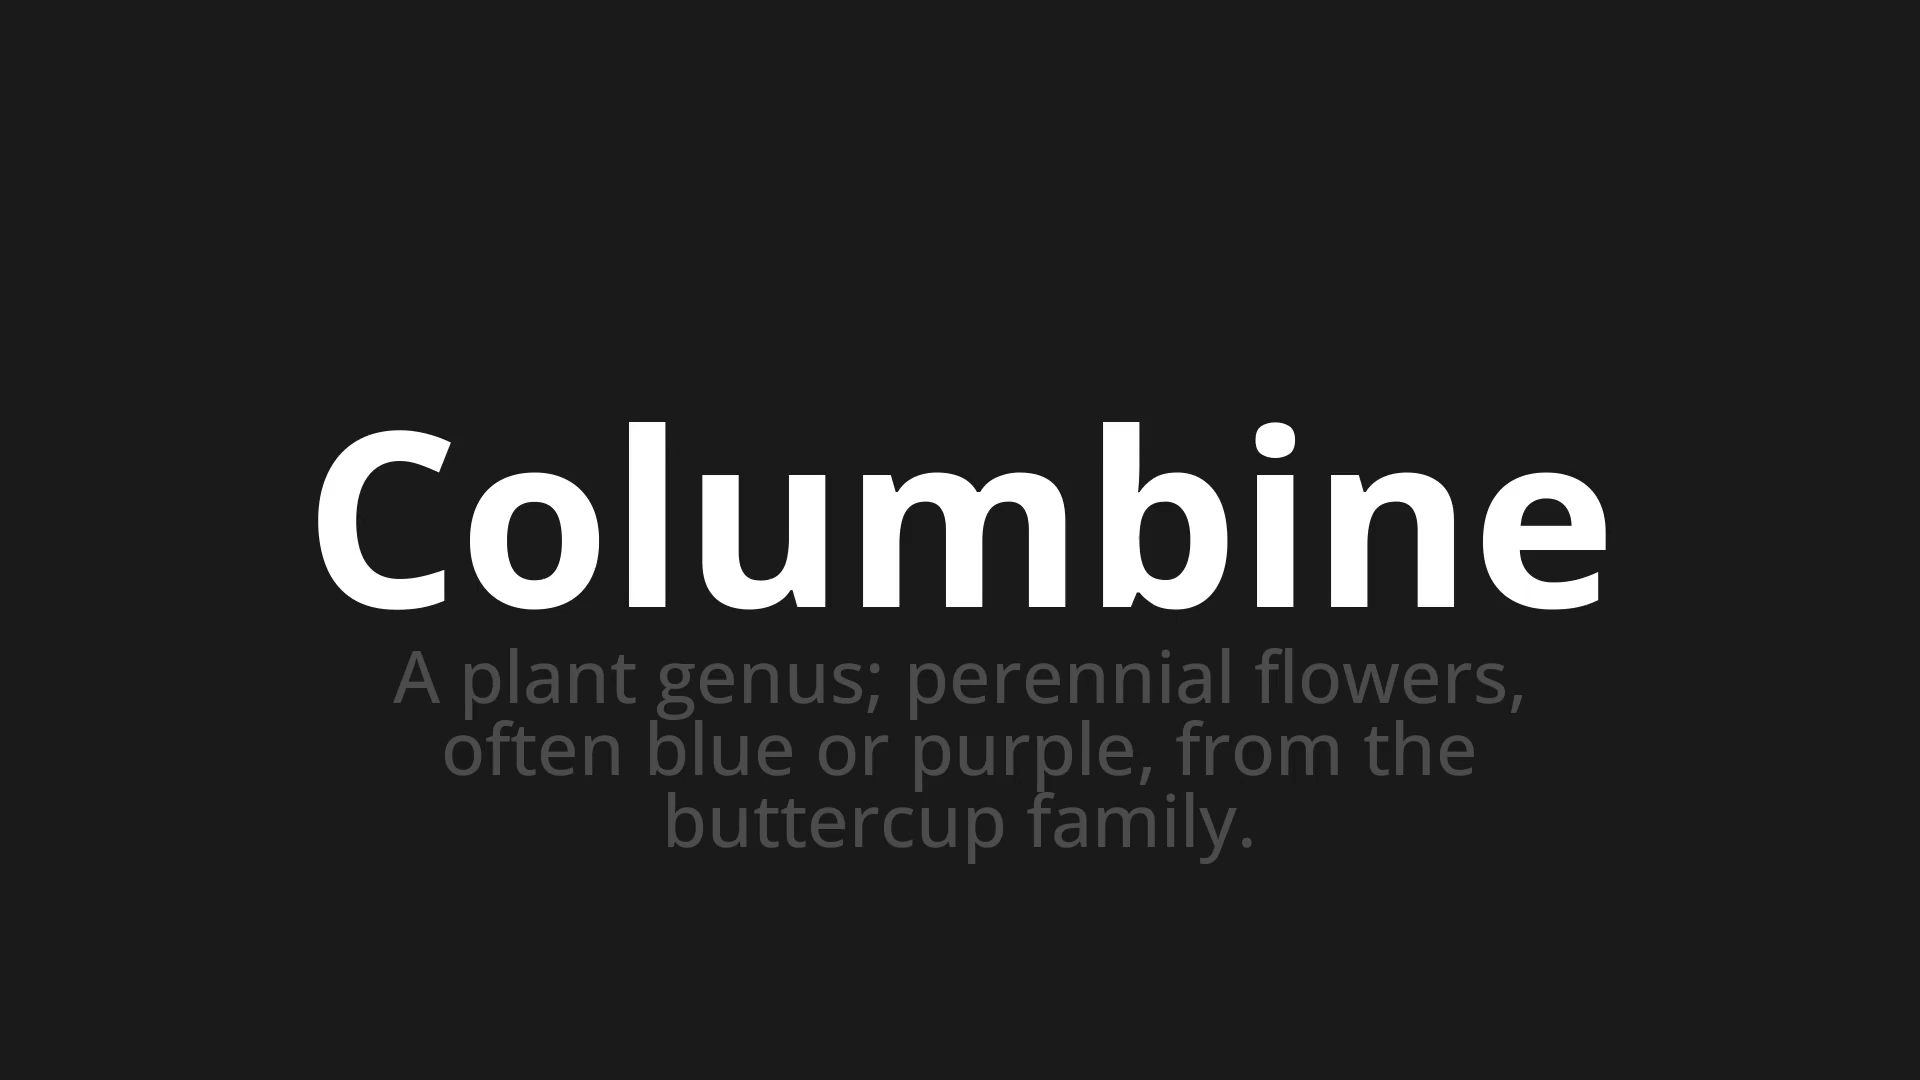 Columbine
A plant genus; perennial flowers,
often blue or purple, from the
buttercup family.